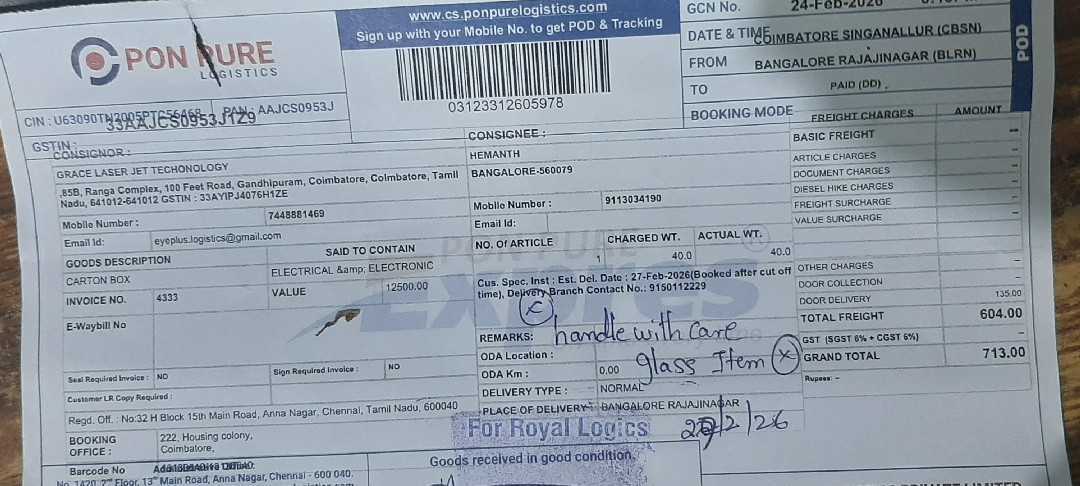 www.cs.ponpurelogistics.com
Sign up with your Mobile No. to get POD & Tracking
PON PURE
LOGISTICS
03123312605978
GCN No.
24-Feb-2026
DATE & TIME
COIMBATORE SINGANALLUR (CBSN)
FROM
BANGALORE RAJAJINAGAR (BLRN)
TO
PAID (DD)
BOOKING MODE
POD
CIN : U63090TN2005PTC56468
PAN : AAJCS0953J
33AAJCS0953J1Z9
GSTIN :
CONSIGNOR :
GRACE LASER JET TECHONOLOGY
,85B, Ranga Complex, 100 Feet Road, Gandhipuram, Coimbatore, Coimbatore, Tamil
Nadu, 641012-641012 GSTIN : 33AYIPJ4076H1ZE
Mobile Number : 7448881469
Email Id: eyeplus.logistics@gmail.com
GOODS DESCRIPTION SAID TO CONTAIN
CARTON BOX ELECTRICAL &amp; ELECTRONIC
INVOICE NO. 4333 VALUE 12500.00
E-Waybill No
Seal Required Invoice : NO Sign Required Invoice : NO
Customer LR Copy Required :
Regd. Off. : No:32 H Block 15th Main Road, Anna Nagar, Chennai, Tamil Nadu, 600040
BOOKING OFFICE :
222, Housing colony,
Coimbatore,
Barcode No
2nd Floor, 13th Main Road, Anna Nagar, Chennai - 600 040.
CONSIGNEE :
HEMANTH
BANGALORE-560079
Mobile Number : 9113034190
Email Id:
NO. Of ARTICLE CHARGED WT. ACTUAL WT.
1 40.0 40.0
PON PURE
Expres
Cus. Spec. Inst : Est. Del. Date : 27-Feb-2026(Booked after cut off
time), Delivery Branch Contact No.: 9150112229
REMARKS: handle with care
glass Item
ODA Location :
ODA Km : 0.00
DELIVERY TYPE : NORMAL
PLACE OF DELIVERY : BANGALORE RAJAJINAGAR
For Royal Logics
/2/26
Goods received in good condition.
FREIGHT CHARGES AMOUNT
BASIC FREIGHT --
ARTICLE CHARGES --
DOCUMENT CHARGES --
DIESEL HIKE CHARGES --
FREIGHT SURCHARGE --
VALUE SURCHARGE --
OTHER CHARGES
DOOR COLLECTION
DOOR DELIVERY 135.00
TOTAL FREIGHT 604.00
GST (SGST 6% + CGST 6%) --
GRAND TOTAL 713.00
Rupees: -
PRIVATE LIMITED